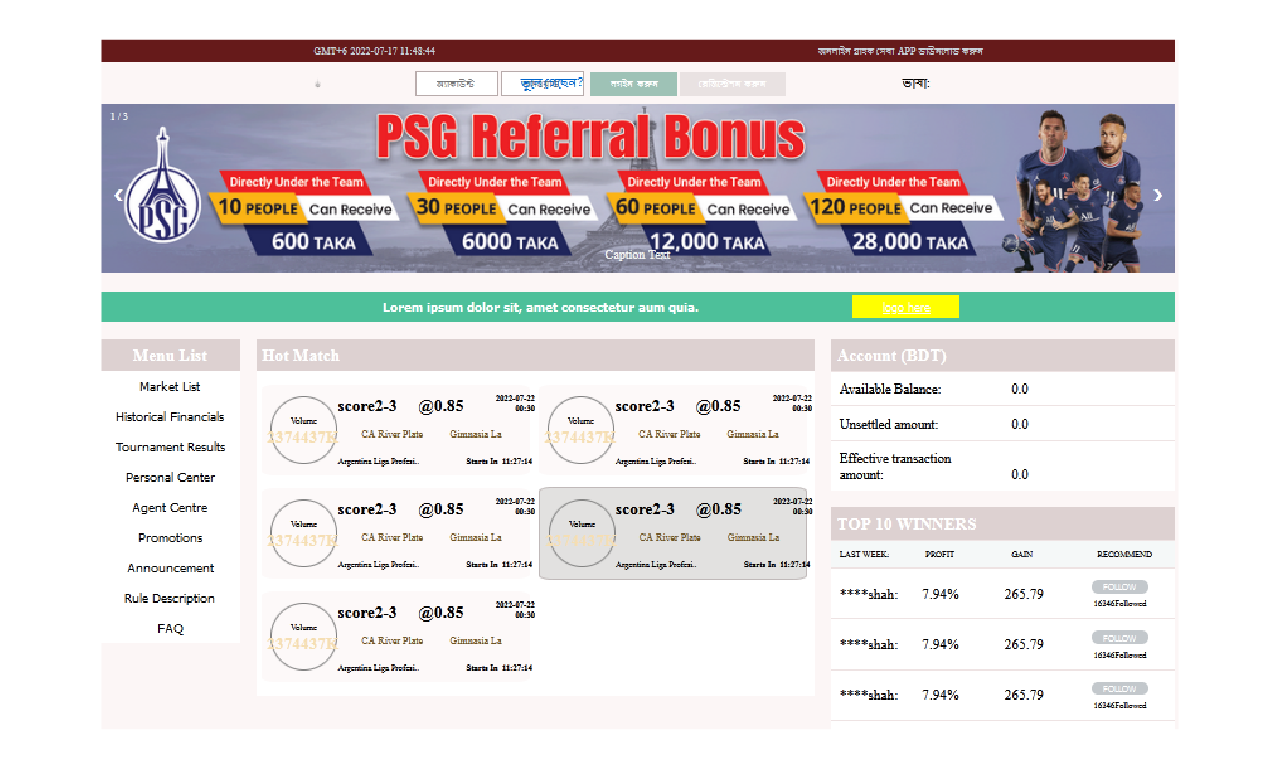 GMT+6 2022-07-17 11:48:44
অনলাইন গ্রাহক সেবা APP ডাউনলোড করুন
অ্যাকাউন্ট
ভুলে গেছেন?
লগইন করুন
রেজিস্ট্রেশন করুন
ভাষা:
1 / 3
PSG Referral Bonus
PSG
Directly Under the Team
10 PEOPLE Can Receive
600 TAKA
Directly Under the Team
30 PEOPLE Can Receive
6000 TAKA
Directly Under the Team
60 PEOPLE Can Receive
12,000 TAKA
Directly Under the Team
120 PEOPLE Can Receive
28,000 TAKA
❮
❯
Caption Text
Lorem ipsum dolor sit, amet consectetur aum quia.
logo here
Menu List
Market List
Historical Financials
Tournament Results
Personal Center
Agent Centre
Promotions
Announcement
Rule Description
FAQ
Hot Match
Volume
2374437K
score2-3 @0.85
2022-07-22
00:30
CA River Plate Gimnasia La
Argentina Liga Profesi.. Starts In 11:27:14
Volume
2374437K
score2-3 @0.85
2022-07-22
00:30
CA River Plate Gimnasia La
Argentina Liga Profesi.. Starts In 11:27:14
Volume
2374437K
score2-3 @0.85
2022-07-22
00:30
CA River Plate Gimnasia La
Argentina Liga Profesi.. Starts In 11:27:14
Volume
2374437K
score2-3 @0.85
2022-07-22
00:30
CA River Plate Gimnasia La
Argentina Liga Profesi.. Starts In 11:27:14
Volume
2374437K
score2-3 @0.85
2022-07-22
00:30
CA River Plate Gimnasia La
Argentina Liga Profesi.. Starts In 11:27:14
Account (BDT)
Available Balance: 0.0
Unsettled amount: 0.0
Effective transaction
amount: 0.0
TOP 10 WINNERS
LAST WEEK: PROFIT GAIN RECOMMEND
****shah: 7.94% 265.79 FOLLOW
16346Followed
****shah: 7.94% 265.79 FOLLOW
16346Followed
****shah: 7.94% 265.79 FOLLOW
16346Followed